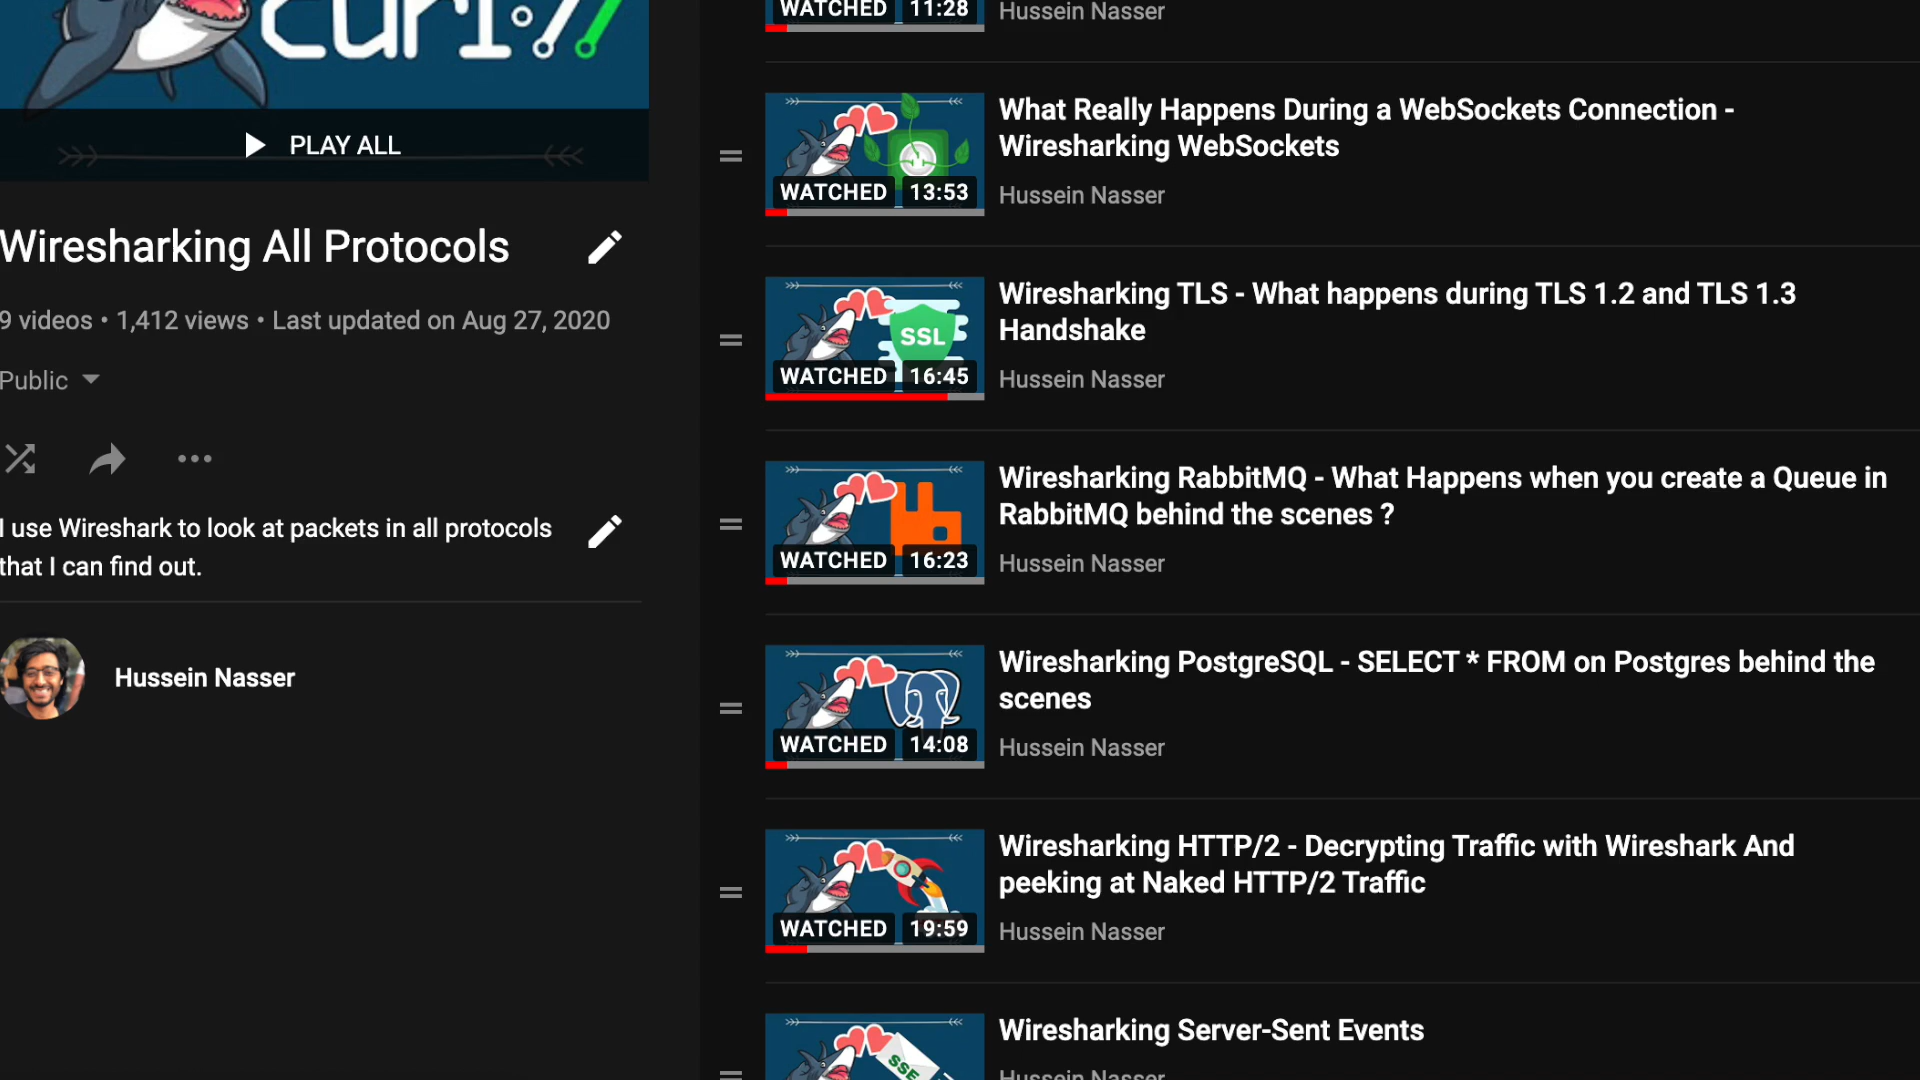 curl://
PLAY ALL
Wiresharking All Protocols
9 videos • 1,412 views • Last updated on Aug 27, 2020
Public
I use Wireshark to look at packets in all protocols
that I can find out.
Hussein Nasser
WATCHED 11:28
Hussein Nasser
What Really Happens During a WebSockets Connection -
Wiresharking WebSockets
WATCHED 13:53
Hussein Nasser
Wiresharking TLS - What happens during TLS 1.2 and TLS 1.3
Handshake
SSL
WATCHED 16:45
Hussein Nasser
Wiresharking RabbitMQ - What Happens when you create a Queue in
RabbitMQ behind the scenes ?
WATCHED 16:23
Hussein Nasser
Wiresharking PostgreSQL - SELECT * FROM on Postgres behind the
scenes
WATCHED 14:08
Hussein Nasser
Wiresharking HTTP/2 - Decrypting Traffic with Wireshark And
peeking at Naked HTTP/2 Traffic
WATCHED 19:59
Hussein Nasser
Wiresharking Server-Sent Events
SSE
Hussein Nasser